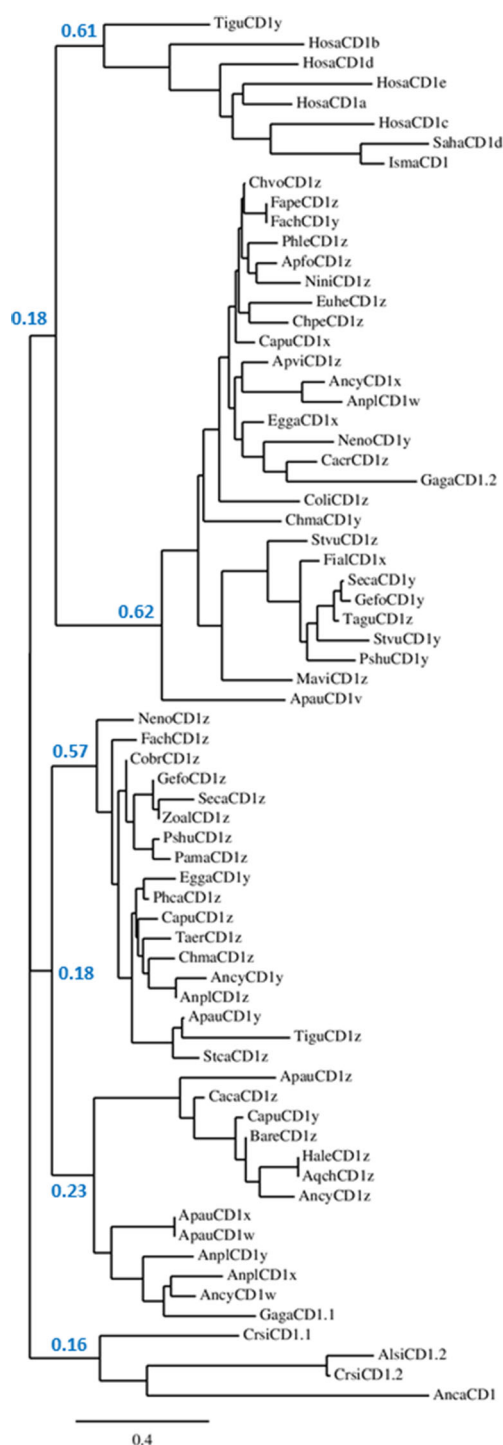 0.61
TiguCD1y
HosaCD1b
HosaCD1d
HosaCD1e
HosaCD1a
HosaCD1c
SahaCD1d
IsmaCD1
ChvoCD1z
FapeCD1z
FachCD1y
PhleCD1z
ApfoCD1z
NiniCD1z
EuheCD1z
ChpeCD1z
0.18
CapuCD1x
ApviCD1z
AncyCD1x
AnplCD1w
EggaCD1x
NenoCD1y
CacrCD1z
GagaCD1.2
ColiCD1z
ChmaCD1y
StvuCD1z
FialCD1x
SecaCD1y
GefoCD1y
0.62
TaguCD1z
StvuCD1y
PshuCD1y
MaviCD1z
ApauCD1v
NenoCD1z
FachCD1z
0.57
CobrCD1z
GefoCD1z
SecaCD1z
ZoalCD1z
PshuCD1z
PamaCD1z
EggaCD1y
PhcaCD1z
CapuCD1z
TaerCD1z
ChmaCD1z
0.18
AncyCD1y
AnplCD1z
ApauCD1y
TiguCD1z
StcaCD1z
ApauCD1z
CacaCD1z
CapuCD1y
BareCD1z
HaleCD1z
AqchCD1z
0.23
AncyCD1z
ApauCD1x
ApauCD1w
AnplCD1y
AnplCD1x
AncyCD1w
GagaCD1.1
0.16
CrsiCD1.1
AlsiCD1.2
CrsiCD1.2
AncaCD1
0.4